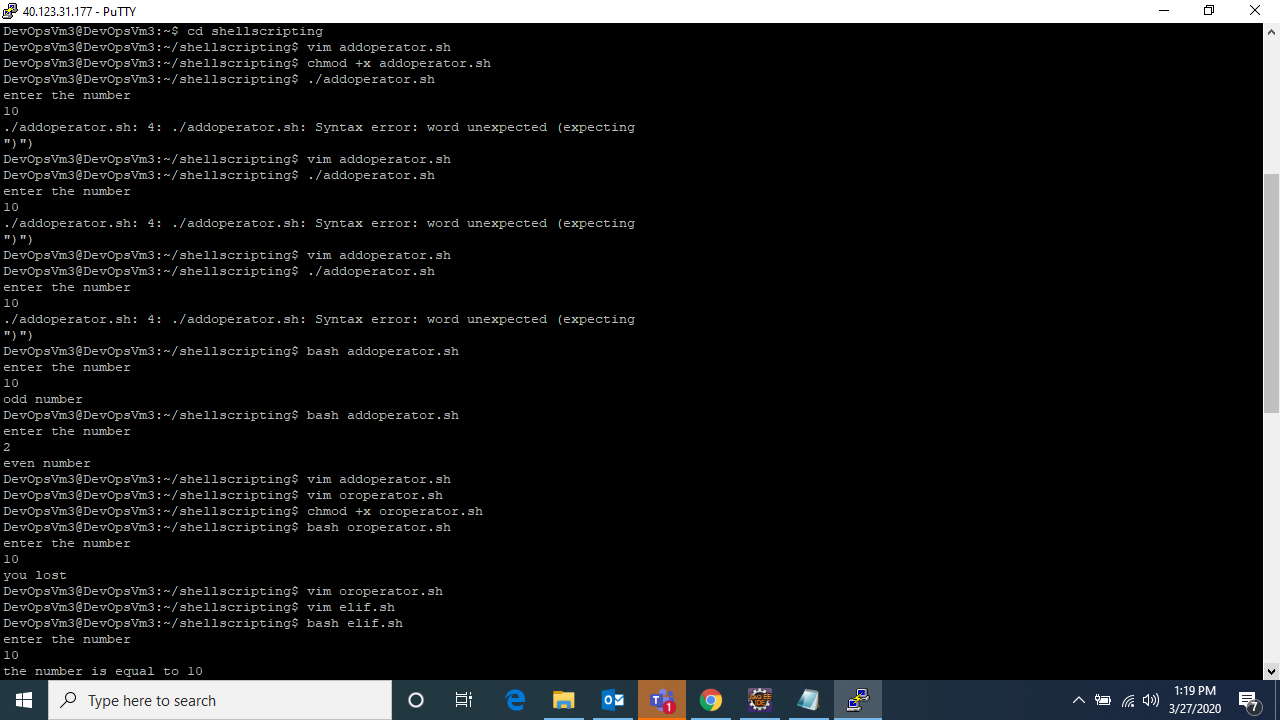 40.123.31.177 - PuTTY
DevOpsVm3@DevOpsVm3:~$ cd shellscripting
DevOpsVm3@DevOpsVm3:~/shellscripting$ vim addoperator.sh
DevOpsVm3@DevOpsVm3:~/shellscripting$ chmod +x addoperator.sh
DevOpsVm3@DevOpsVm3:~/shellscripting$ ./addoperator.sh
enter the number
10
./addoperator.sh: 4: ./addoperator.sh: Syntax error: word unexpected (expecting
")")
DevOpsVm3@DevOpsVm3:~/shellscripting$ vim addoperator.sh
DevOpsVm3@DevOpsVm3:~/shellscripting$ ./addoperator.sh
enter the number
10
./addoperator.sh: 4: ./addoperator.sh: Syntax error: word unexpected (expecting
")")
DevOpsVm3@DevOpsVm3:~/shellscripting$ vim addoperator.sh
DevOpsVm3@DevOpsVm3:~/shellscripting$ ./addoperator.sh
enter the number
10
./addoperator.sh: 4: ./addoperator.sh: Syntax error: word unexpected (expecting
")")
DevOpsVm3@DevOpsVm3:~/shellscripting$ bash addoperator.sh
enter the number
10
odd number
DevOpsVm3@DevOpsVm3:~/shellscripting$ bash addoperator.sh
enter the number
2
even number
DevOpsVm3@DevOpsVm3:~/shellscripting$ vim addoperator.sh
DevOpsVm3@DevOpsVm3:~/shellscripting$ vim oroperator.sh
DevOpsVm3@DevOpsVm3:~/shellscripting$ chmod +x oroperator.sh
DevOpsVm3@DevOpsVm3:~/shellscripting$ bash oroperator.sh
enter the number
10
you lost
DevOpsVm3@DevOpsVm3:~/shellscripting$ vim oroperator.sh
DevOpsVm3@DevOpsVm3:~/shellscripting$ vim elif.sh
DevOpsVm3@DevOpsVm3:~/shellscripting$ bash elif.sh
enter the number
10
the number is equal to 10
Type here to search
1
1:19 PM
3/27/2020
7